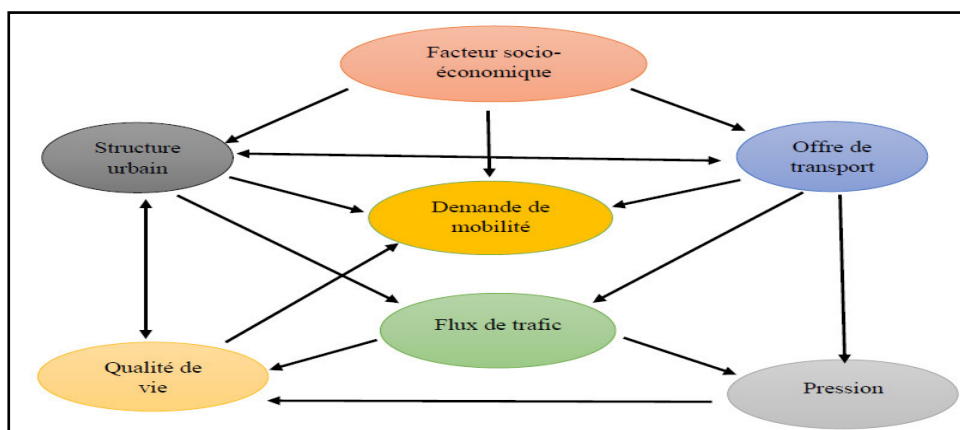 Facteur socio-
économique
Structure
urbain
Offre de
transport
Demande de
mobilité
Flux de trafic
Qualité de
vie
Pression